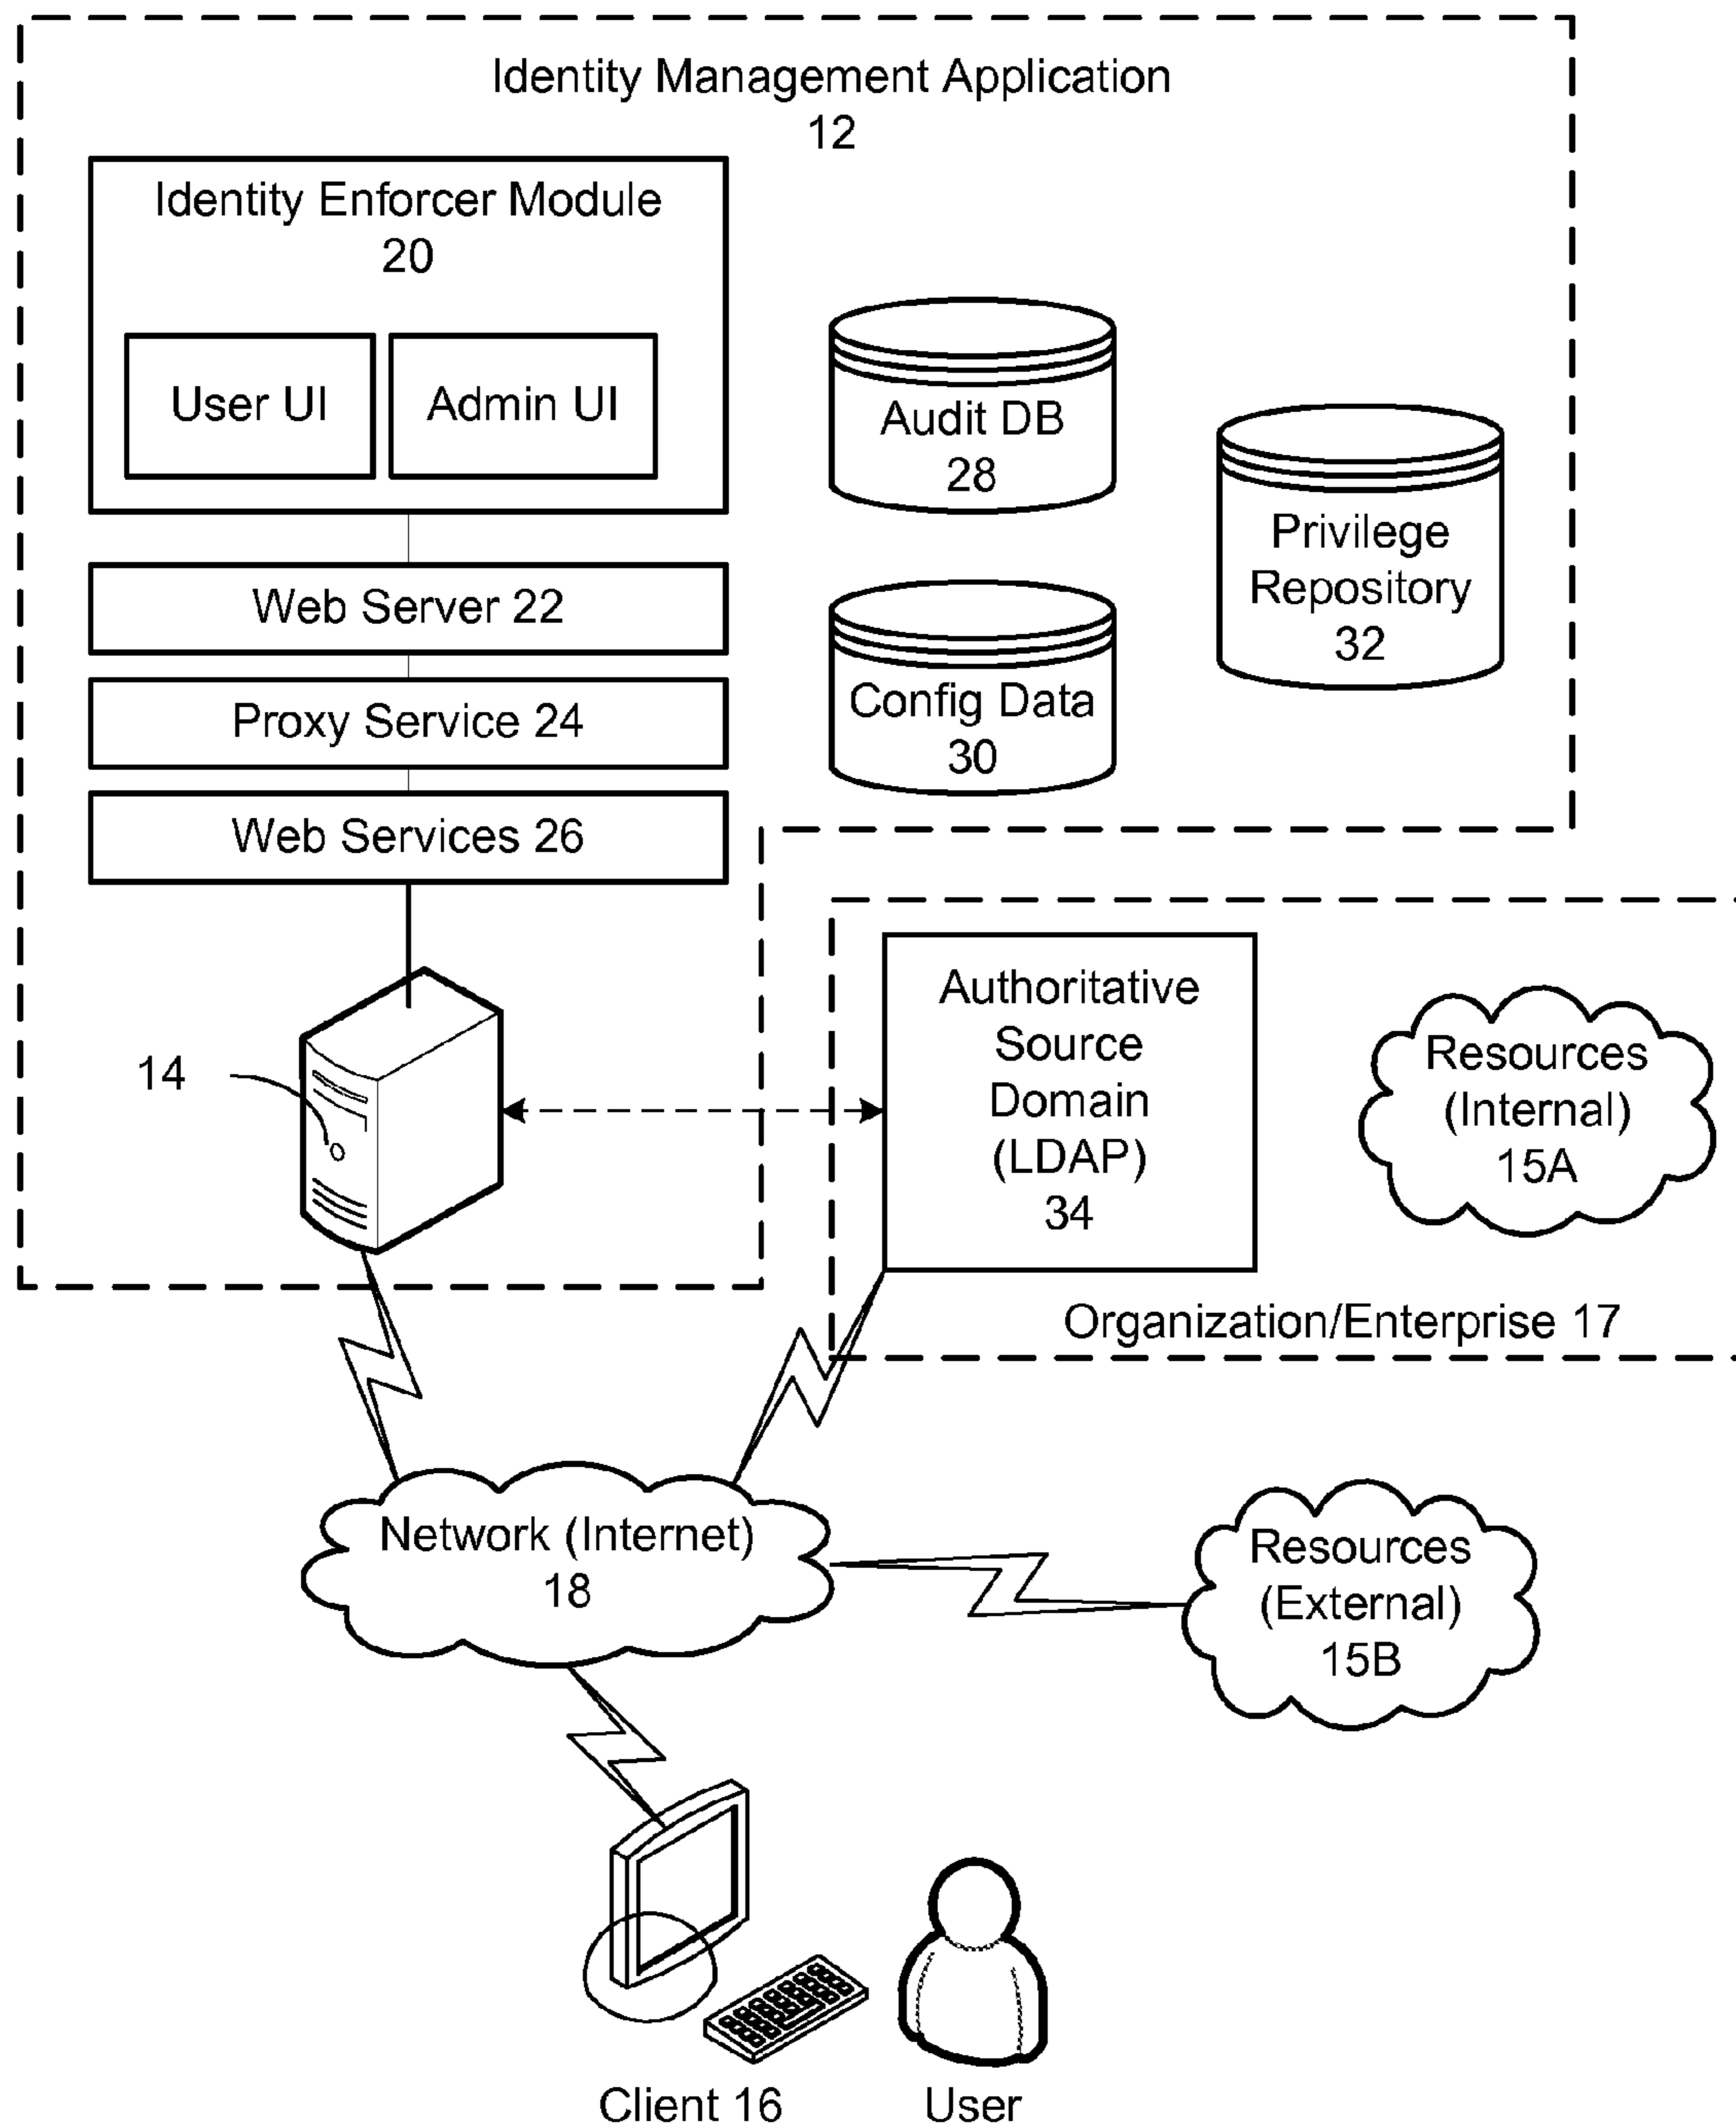 Identity Management Application
12
Identity Enforcer Module
20
User UI
Admin UI
Audit DB
28
Privilege
Repository
32
Web Server 22
Config Data
30
Proxy Service 24
Web Services 26
14
Authoritative
Source
Domain
(LDAP)
34
Resources
(Internal)
15A
Organization/Enterprise 17
Network (Internet)
18
Resources
(External)
15B
Client 16
User